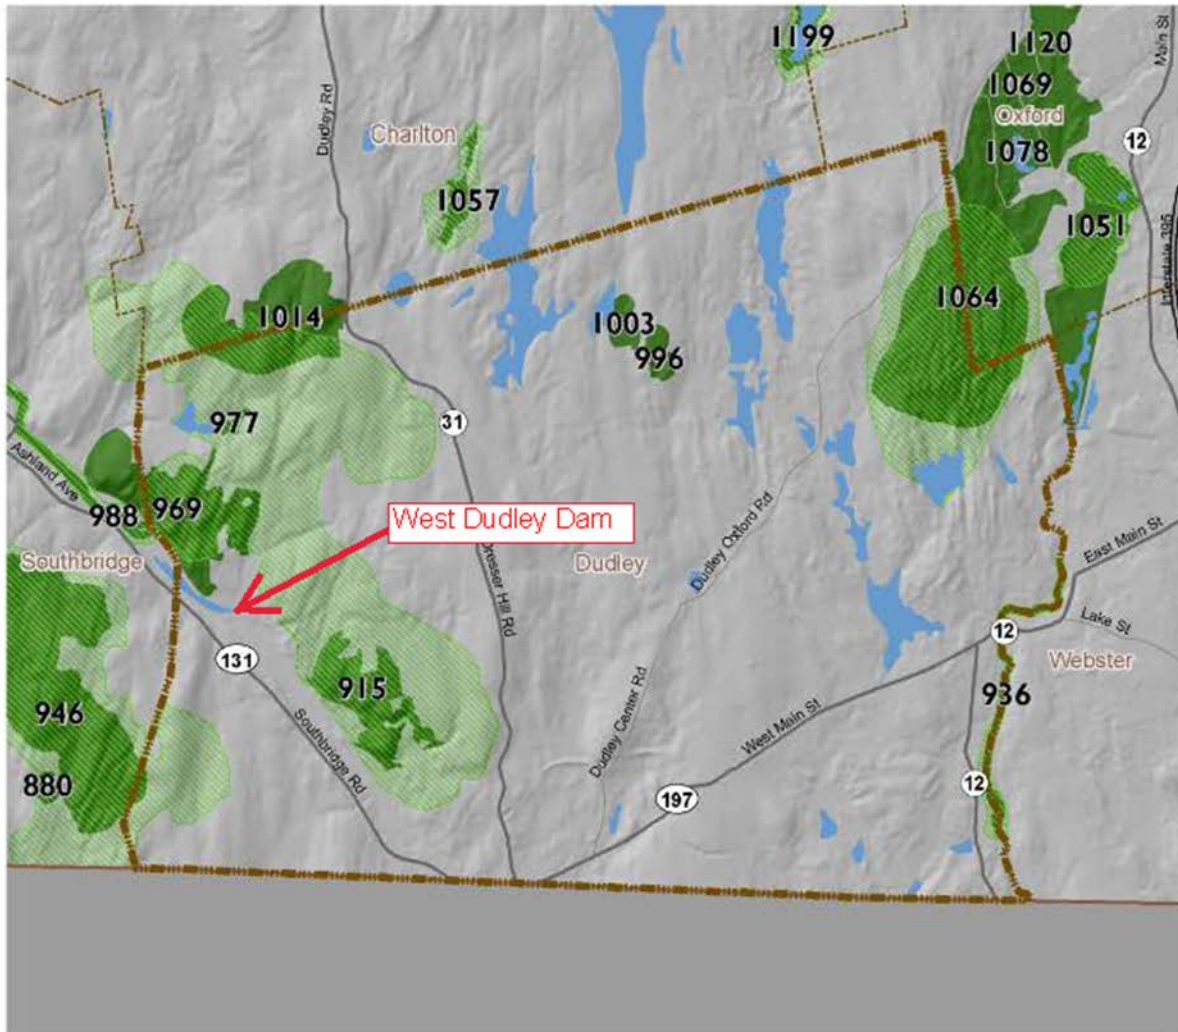 1199
1120
1069
Oxford
1078
Main St
12
Dudley Rd
Charlton
1057
1051
Interstate 395
1064
1014
1003
996
977
31
Ashland Ave
988
969
West Dudley Dam
Southbridge
Dresser Hill Rd
Dudley
Dudley Oxford Rd
East Main St
12
Lake St
Webster
131
915
946
936
Southbridge Rd
Dudley Center Rd
West Main St
880
197
12